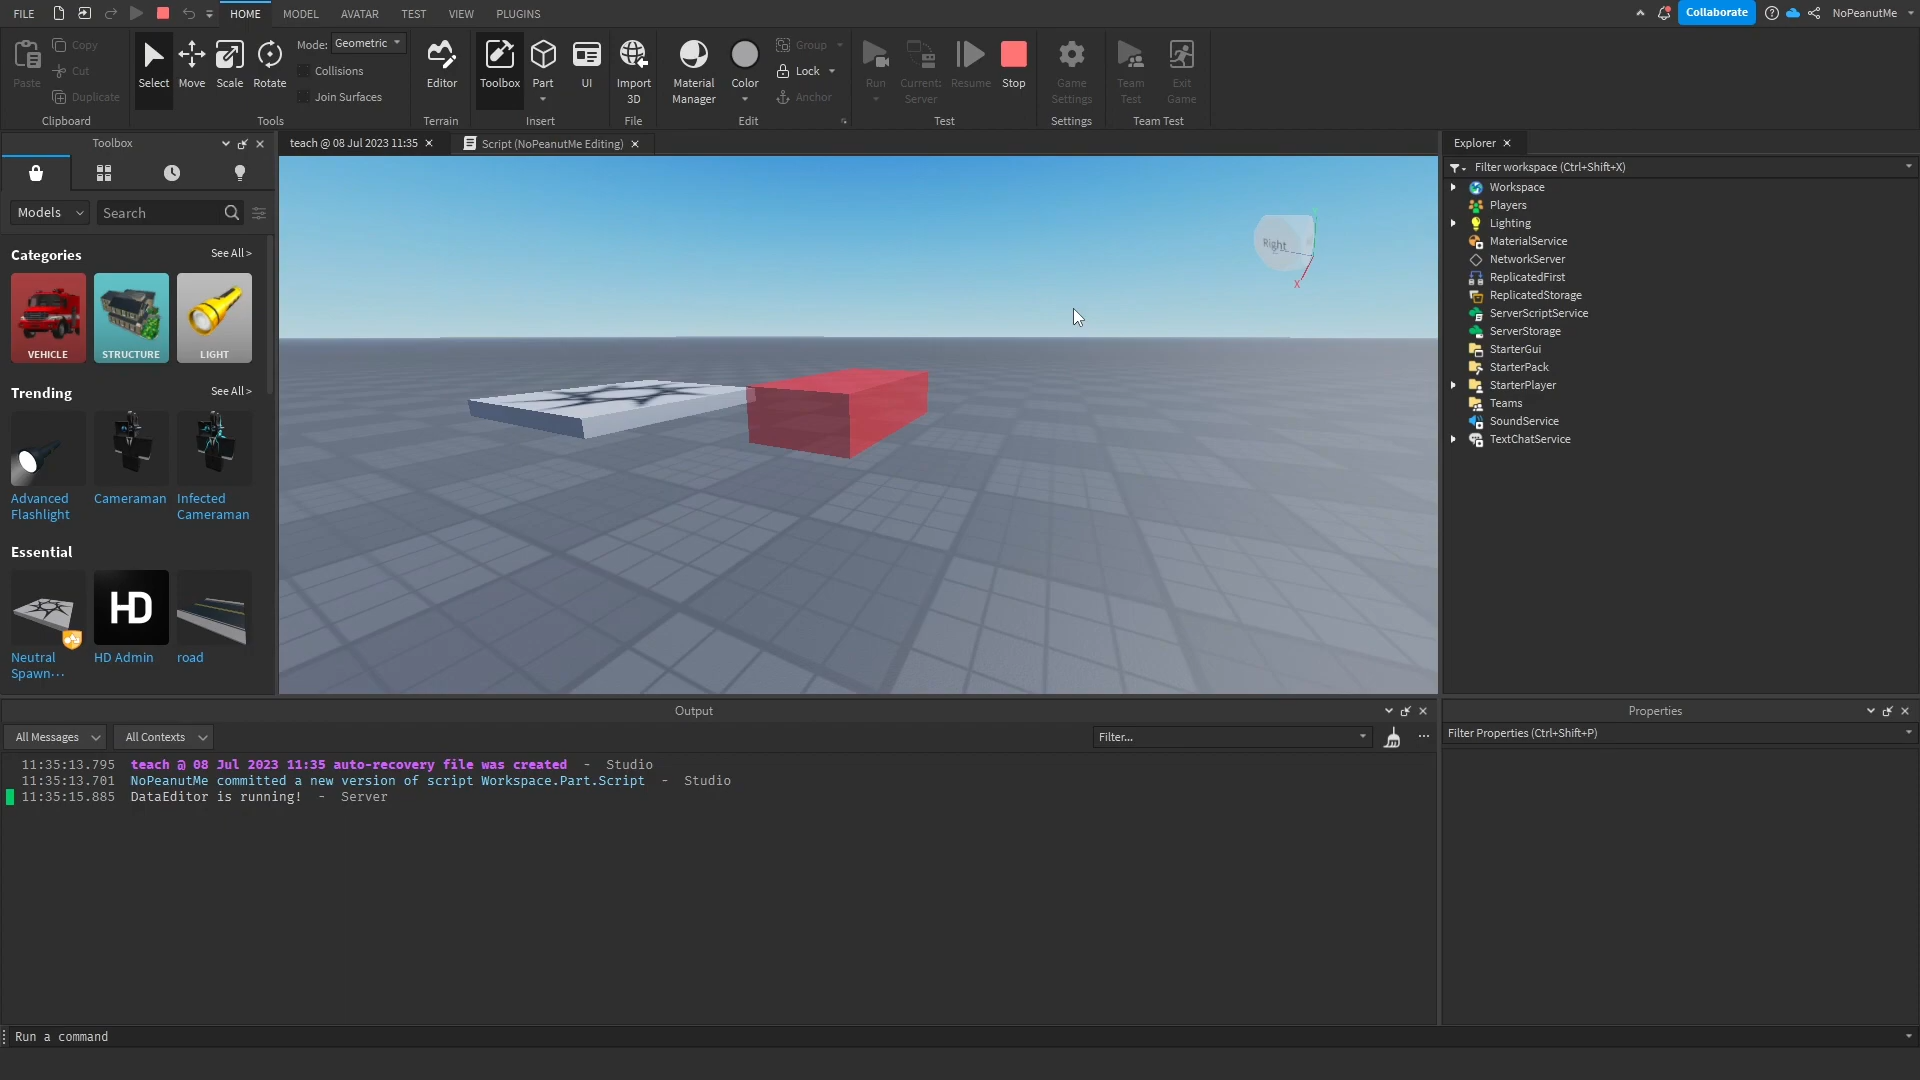 FILE
HOME
MODEL
AVATAR
TEST
VIEW
PLUGINS
Collaborate
NoPeanutMe
Paste
Copy
Cut
Duplicate
Clipboard
Select
Move
Scale
Rotate
Mode: Geometric
Collisions
Join Surfaces
Tools
Editor
Terrain
Toolbox
Part
UI
Insert
Import
3D
File
Material
Manager
Color
Group
Lock
Anchor
Edit
Run
Current:
Server
Resume
Stop
Test
Game
Settings
Settings
Team
Test
Exit
Game
Team Test
Toolbox
teach @ 08 Jul 2023 11:35
Script (NoPeanutMe Editing)
Explorer
Filter workspace (Ctrl+Shift+X)
Workspace
Players
Lighting
MaterialService
NetworkServer
ReplicatedFirst
ReplicatedStorage
ServerScriptService
ServerStorage
StarterGui
StarterPack
StarterPlayer
Teams
SoundService
TextChatService
Models
Search
Categories
See All >
VEHICLE
STRUCTURE
LIGHT
Trending
See All >
Advanced
Flashlight
Cameraman
Infected
Cameraman
Essential
HD
Neutral
Spawn...
HD Admin
road
Right
X
Output
All Messages
All Contexts
Filter...
11:35:13.795 teach @ 08 Jul 2023 11:35 auto-recovery file was created - Studio
11:35:13.701 NoPeanutMe committed a new version of script Workspace.Part.Script - Studio
11:35:15.885 DataEditor is running! - Server
Properties
Filter Properties (Ctrl+Shift+P)
Run a command